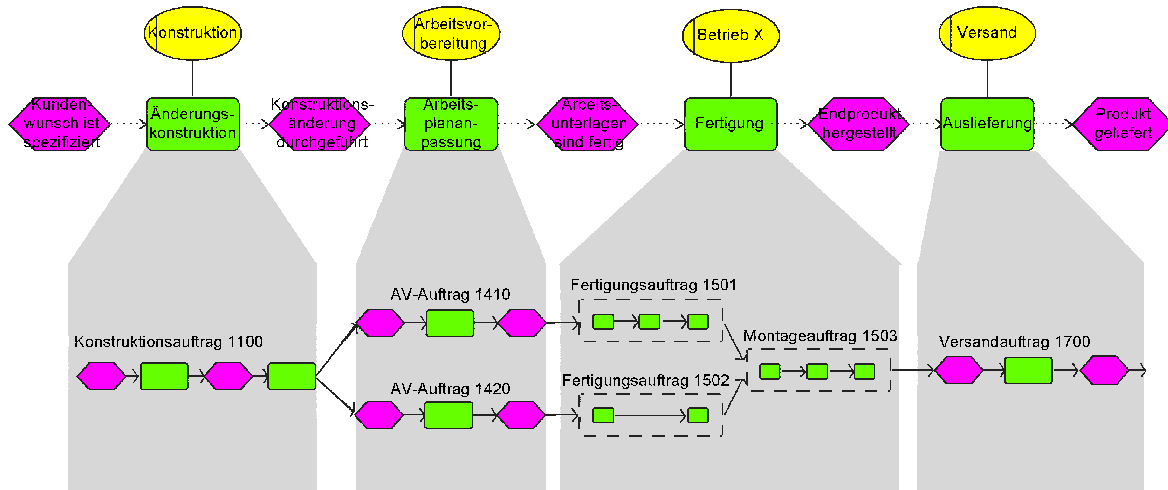 Konstruktion
Arbeitsvor-
bereitung
Betrieb X
Versand
Kunden-
wunsch ist
spezifiziert
Änderungs-
konstruktion
Konstruktions-
änderung
durchgeführt
Arbeits-
planan-
passung
Arbeits-
unterlagen
sind fertig
Fertigung
Endprodukt
hergestellt
Auslieferung
Produkt
geliefert
Konstruktionsauftrag 1100
AV-Auftrag 1410
AV-Auftrag 1420
Fertigungsauftrag 1501
Fertigungsauftrag 1502
Montageauftrag 1503
Versandauftrag 1700